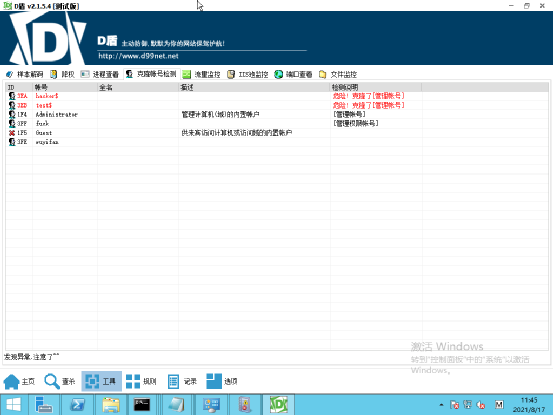 D盾 v2.1.5.4 [测试版]
D盾 主动防御,默默为你的网络保驾护航!
http://www.d99net.net
样本解码 降权 进程查看 克隆帐号检测 流量监控 IIS池监控 端口查看 文件监控
ID 帐号 全名 描述 检测说明
3EA hacker$ 危险! 克隆了[管理帐号]
3ED test$ 危险! 克隆了[管理帐号]
1F4 Administrator 管理计算机(域)的内置帐户 [管理帐号]
3FF fuck [管理权限帐号]
1F5 Guest 供来宾访问计算机或访问域的内置帐户
3FE suyifan
激活 Windows
转到"控制面板"中的"系统"以激活
Windows。
发现异常,注意了^^
主页 查杀 工具 规则 记录 选项
M
11:45
2021/8/17